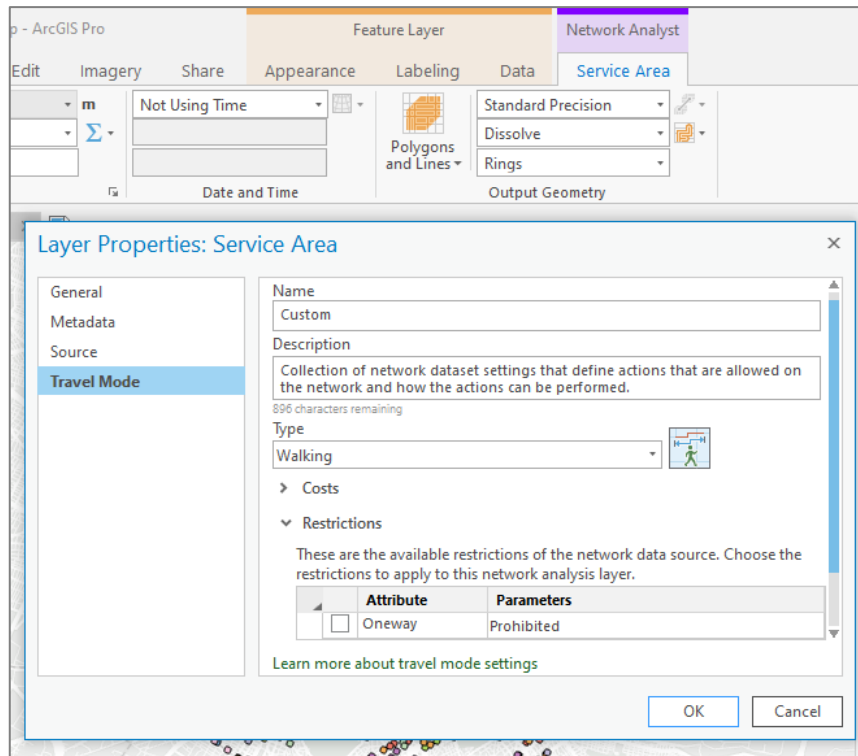 p - ArcGIS Pro
Feature Layer
Network Analyst
Edit
Imagery
Share
Appearance
Labeling
Data
Service Area
m
Not Using Time
Polygons
and Lines
Standard Precision
Dissolve
Rings
Date and Time
Output Geometry
Layer Properties: Service Area
General
Metadata
Source
Travel Mode
Name
Custom
Description
Collection of network dataset settings that define actions that are allowed on
the network and how the actions can be performed.
896 characters remaining
Type
Walking
Costs
Restrictions
These are the available restrictions of the network data source. Choose the
restrictions to apply to this network analysis layer.
Attribute Parameters
Oneway Prohibited
Learn more about travel mode settings
OK
Cancel